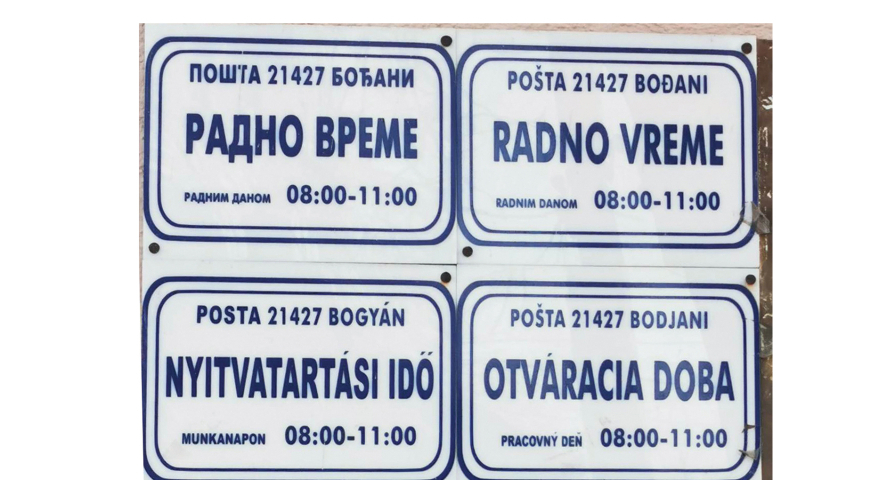 ПОШТА 21427 БОЂАНИ
РАДНО ВРЕМЕ
РАДНИМ ДАНОМ 08:00-11:00
POŠTA 21427 BOĐANI
RADNO VREME
RADNIM DANOM 08:00-11:00
POSTA 21427 BOGYÁN
NYITVATARTÁSI IDŐ
MUNKANAPON 08:00-11:00
POŠTA 21427 BODJANI
OTVÁRACIA DOBA
PRACOVNÝ DEŇ 08:00-11:00